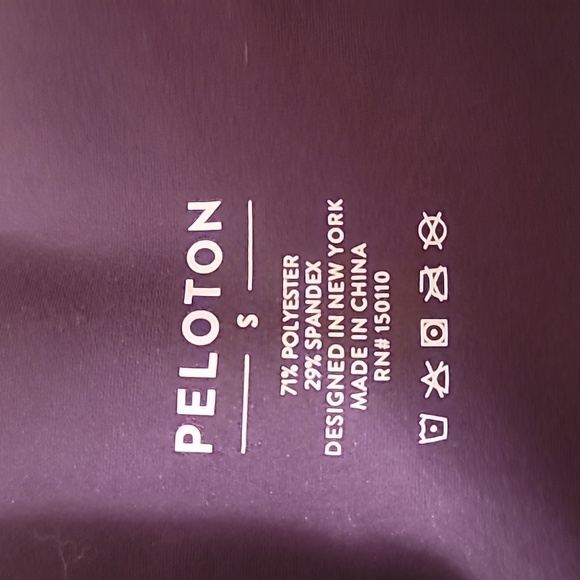 PELOTON
S
71% POLYESTER
29% SPANDEX
DESIGNED IN NEW YORK
MADE IN CHINA
RN# 150110